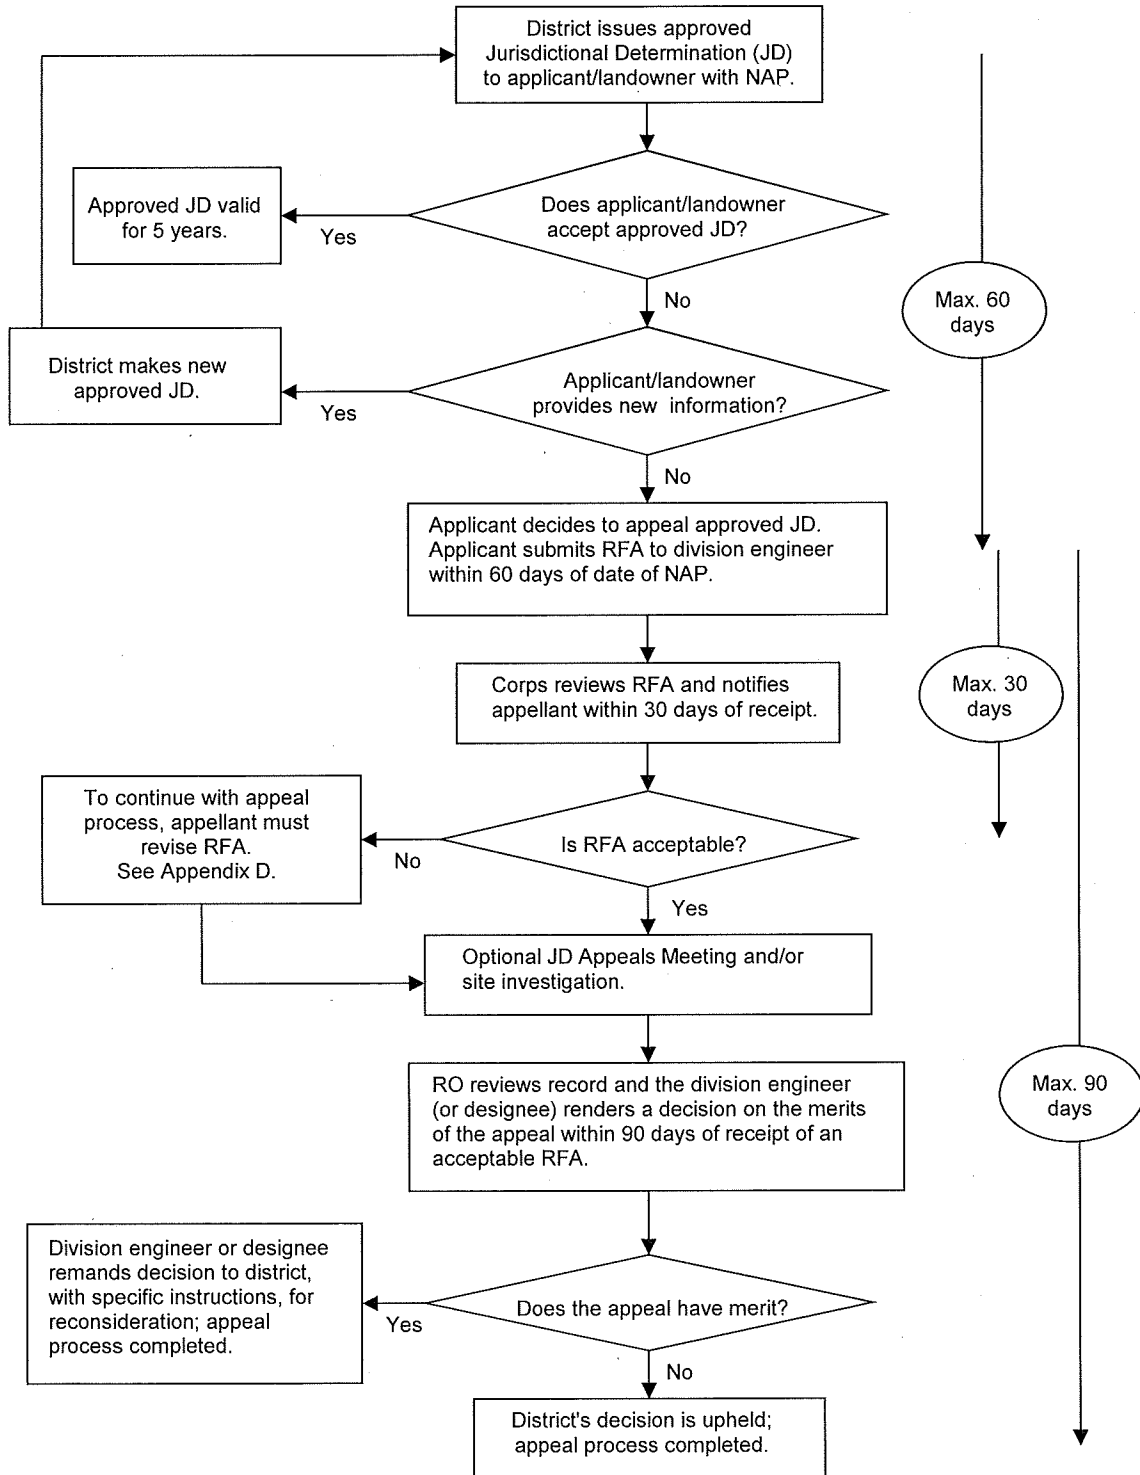 District issues approved
Jurisdictional Determination (JD)
to applicant/landowner with NAP.
Does applicant/landowner
accept approved JD?
Yes
Approved JD valid
for 5 years.
No
Max. 60
days
Applicant/landowner
provides new information?
Yes
District makes new
approved JD.
No
Applicant decides to appeal approved JD.
Applicant submits RFA to division engineer
within 60 days of date of NAP.
Corps reviews RFA and notifies
appellant within 30 days of receipt.
Max. 30
days
Is RFA acceptable?
No
To continue with appeal
process, appellant must
revise RFA.
See Appendix D.
Yes
Optional JD Appeals Meeting and/or
site investigation.
RO reviews record and the division engineer
(or designee) renders a decision on the merits
of the appeal within 90 days of receipt of an
acceptable RFA.
Max. 90
days
Does the appeal have merit?
Yes
Division engineer or designee
remands decision to district,
with specific instructions, for
reconsideration; appeal
process completed.
No
District's decision is upheld;
appeal process completed.